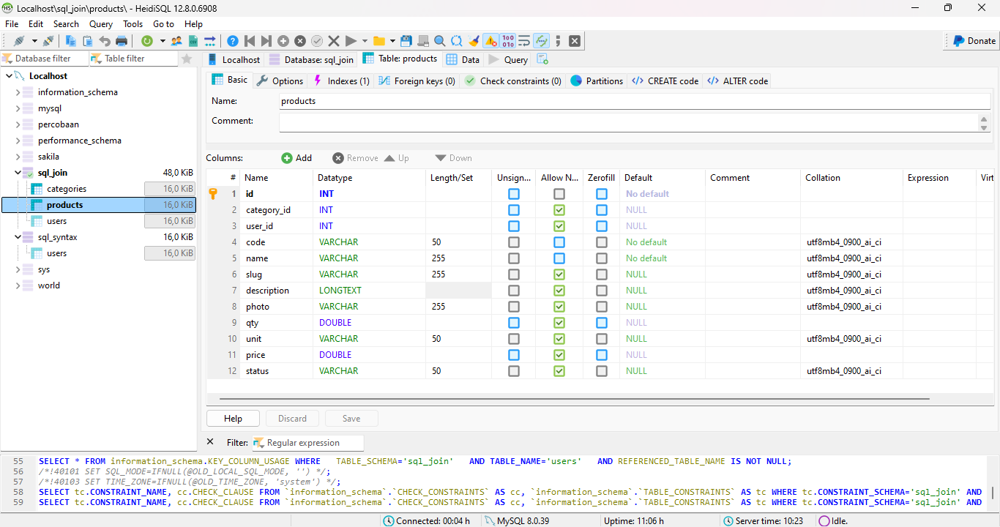 Localhost\sql_join\products\ - HeidiSQL 12.8.0.6908
File Edit Search Query Tools Go to Help
Donate
Database filter Table filter
Localhost Database: sql_join Table: products Data Query
Localhost
information_schema
mysql
percobaan
performance_schema
sakila
sql_join 48,0 KiB
categories 16,0 KiB
products 16,0 KiB
users 16,0 KiB
sql_syntax 16,0 KiB
users 16,0 KiB
sys
world
Basic Options Indexes (1) Foreign keys (0) Check constraints (0) Partitions CREATE code ALTER code
Name: products
Comment:
Columns: Add Remove Up Down
# Name Datatype Length/Set Unsign... Allow N... Zerofill Default Comment Collation Expression Virt
1 id INT No default
2 category_id INT NULL
3 user_id INT NULL
4 code VARCHAR 50 No default utf8mb4_0900_ai_ci
5 name VARCHAR 255 No default utf8mb4_0900_ai_ci
6 slug VARCHAR 255 NULL utf8mb4_0900_ai_ci
7 description LONGTEXT NULL utf8mb4_0900_ai_ci
8 photo VARCHAR 255 NULL utf8mb4_0900_ai_ci
9 qty DOUBLE NULL
10 unit VARCHAR 50 NULL utf8mb4_0900_ai_ci
11 price DOUBLE NULL
12 status VARCHAR 50 NULL utf8mb4_0900_ai_ci
Help Discard Save
Filter: Regular expression
55 SELECT * FROM information_schema.KEY_COLUMN_USAGE WHERE TABLE_SCHEMA='sql_join' AND TABLE_NAME='users' AND REFERENCED_TABLE_NAME IS NOT NULL;
56 /*!40101 SET SQL_MODE=IFNULL(@OLD_LOCAL_SQL_MODE, '') */;
57 /*!40103 SET TIME_ZONE=IFNULL(@OLD_TIME_ZONE, 'system') */;
58 SELECT tc.CONSTRAINT_NAME, cc.CHECK_CLAUSE FROM `information_schema`.`CHECK_CONSTRAINTS` AS cc, `information_schema`.`TABLE_CONSTRAINTS` AS tc WHERE tc.CONSTRAINT_SCHEMA='sql_join' AND
59 SELECT tc.CONSTRAINT_NAME, cc.CHECK_CLAUSE FROM `information_schema`.`CHECK_CONSTRAINTS` AS cc, `information_schema`.`TABLE_CONSTRAINTS` AS tc WHERE tc.CONSTRAINT_SCHEMA='sql_join' AND
Connected: 00:04 h MySQL 8.0.39 Uptime: 11:06 h Server time: 10:23 Idle.